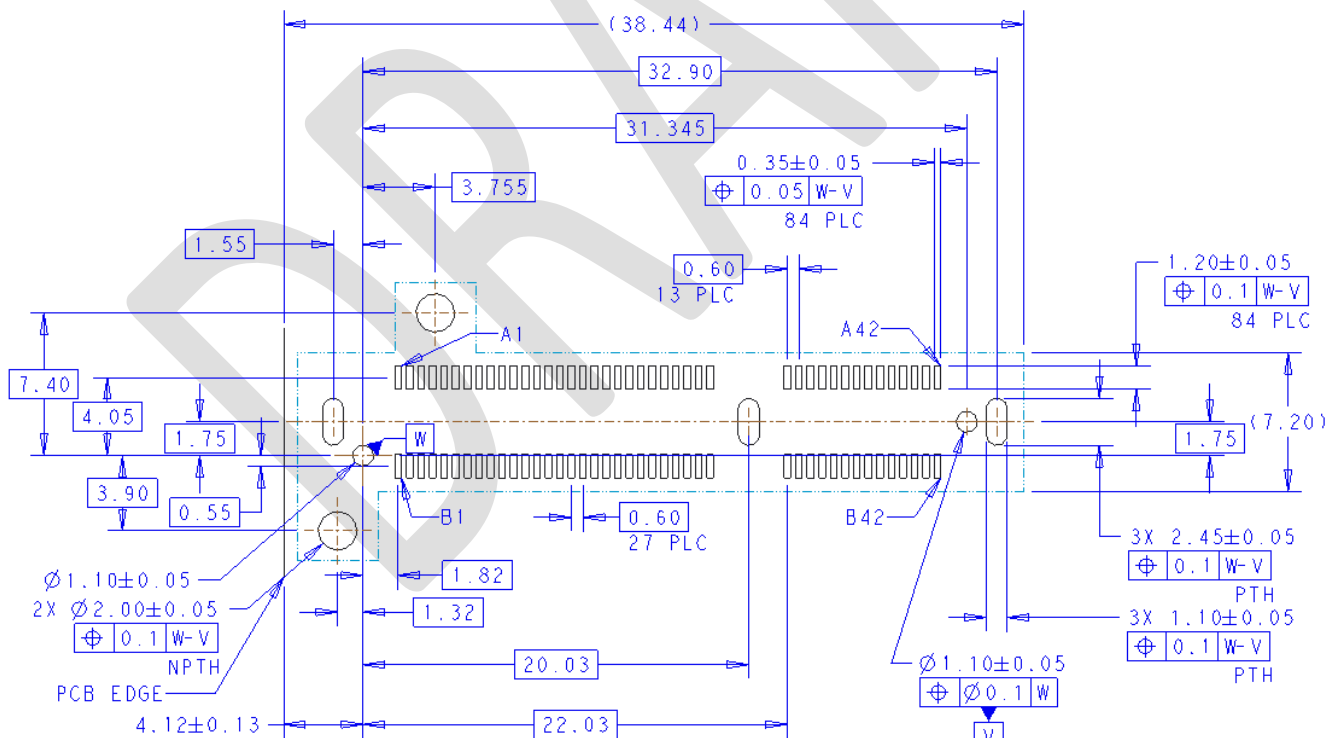 DRAF
(38.44)
32.90
31.345
0.35±0.05
⌖ 0.05 W-V
84 PLC
3.755
1.55
0.60
13 PLC
1.20±0.05
⌖ 0.1 W-V
84 PLC
A1
A42
7.40
4.05
1.75
W
(7.20)
1.75
3.90
0.55
B1
0.60
27 PLC
B42
3X 2.45±0.05
⌖ 0.1 W-V
PTH
Ø1.10±0.05
1.82
2X Ø2.00±0.05
⌖ 0.1 W-V
NPTH
1.32
3X 1.10±0.05
⌖ 0.1 W-V
PTH
20.03
Ø1.10±0.05
⌖ Ø0.1 W
V
PCB EDGE
4.12±0.13
22.03